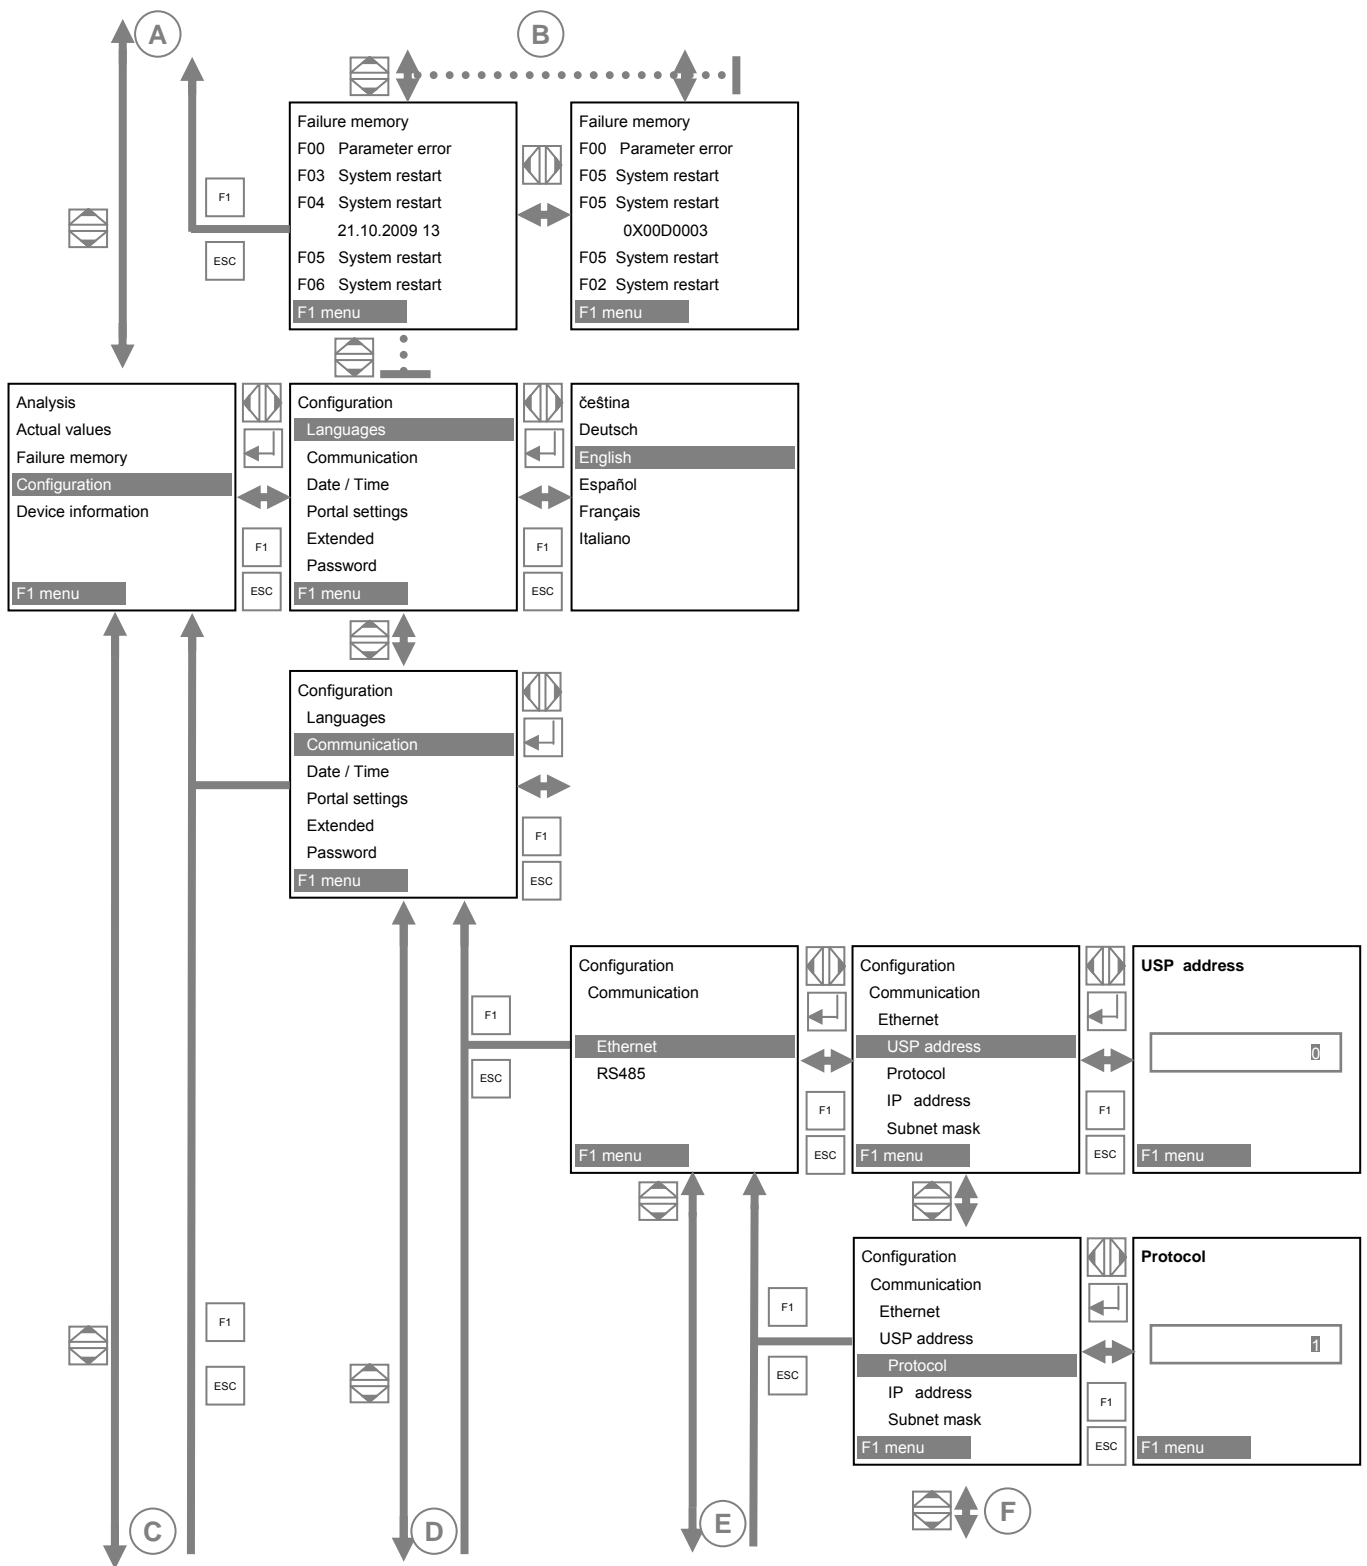 A
B
Failure memory
F00 Parameter error
F03 System restart
F04 System restart
21.10.2009 13
F05 System restart
F06 System restart
F1 menu
Failure memory
F00 Parameter error
F05 System restart
F05 System restart
0X00D0003
F05 System restart
F02 System restart
F1 menu
F1
ESC
Analysis
Actual values
Failure memory
Configuration
Device information
F1 menu
F1
ESC
Configuration
Languages
Communication
Date / Time
Portal settings
Extended
Password
F1 menu
F1
ESC
čeština
Deutsch
English
Español
Français
Italiano
Configuration
Languages
Communication
Date / Time
Portal settings
Extended
Password
F1 menu
F1
ESC
F1
ESC
Configuration
Communication
Ethernet
RS485
F1 menu
F1
ESC
Configuration
Communication
Ethernet
USP address
Protocol
IP address
Subnet mask
F1 menu
F1
ESC
USP address
0
F1 menu
F1
ESC
F1
ESC
Configuration
Communication
Ethernet
USP address
Protocol
IP address
Subnet mask
F1 menu
F1
ESC
Protocol
1
F1 menu
C
D
E
F